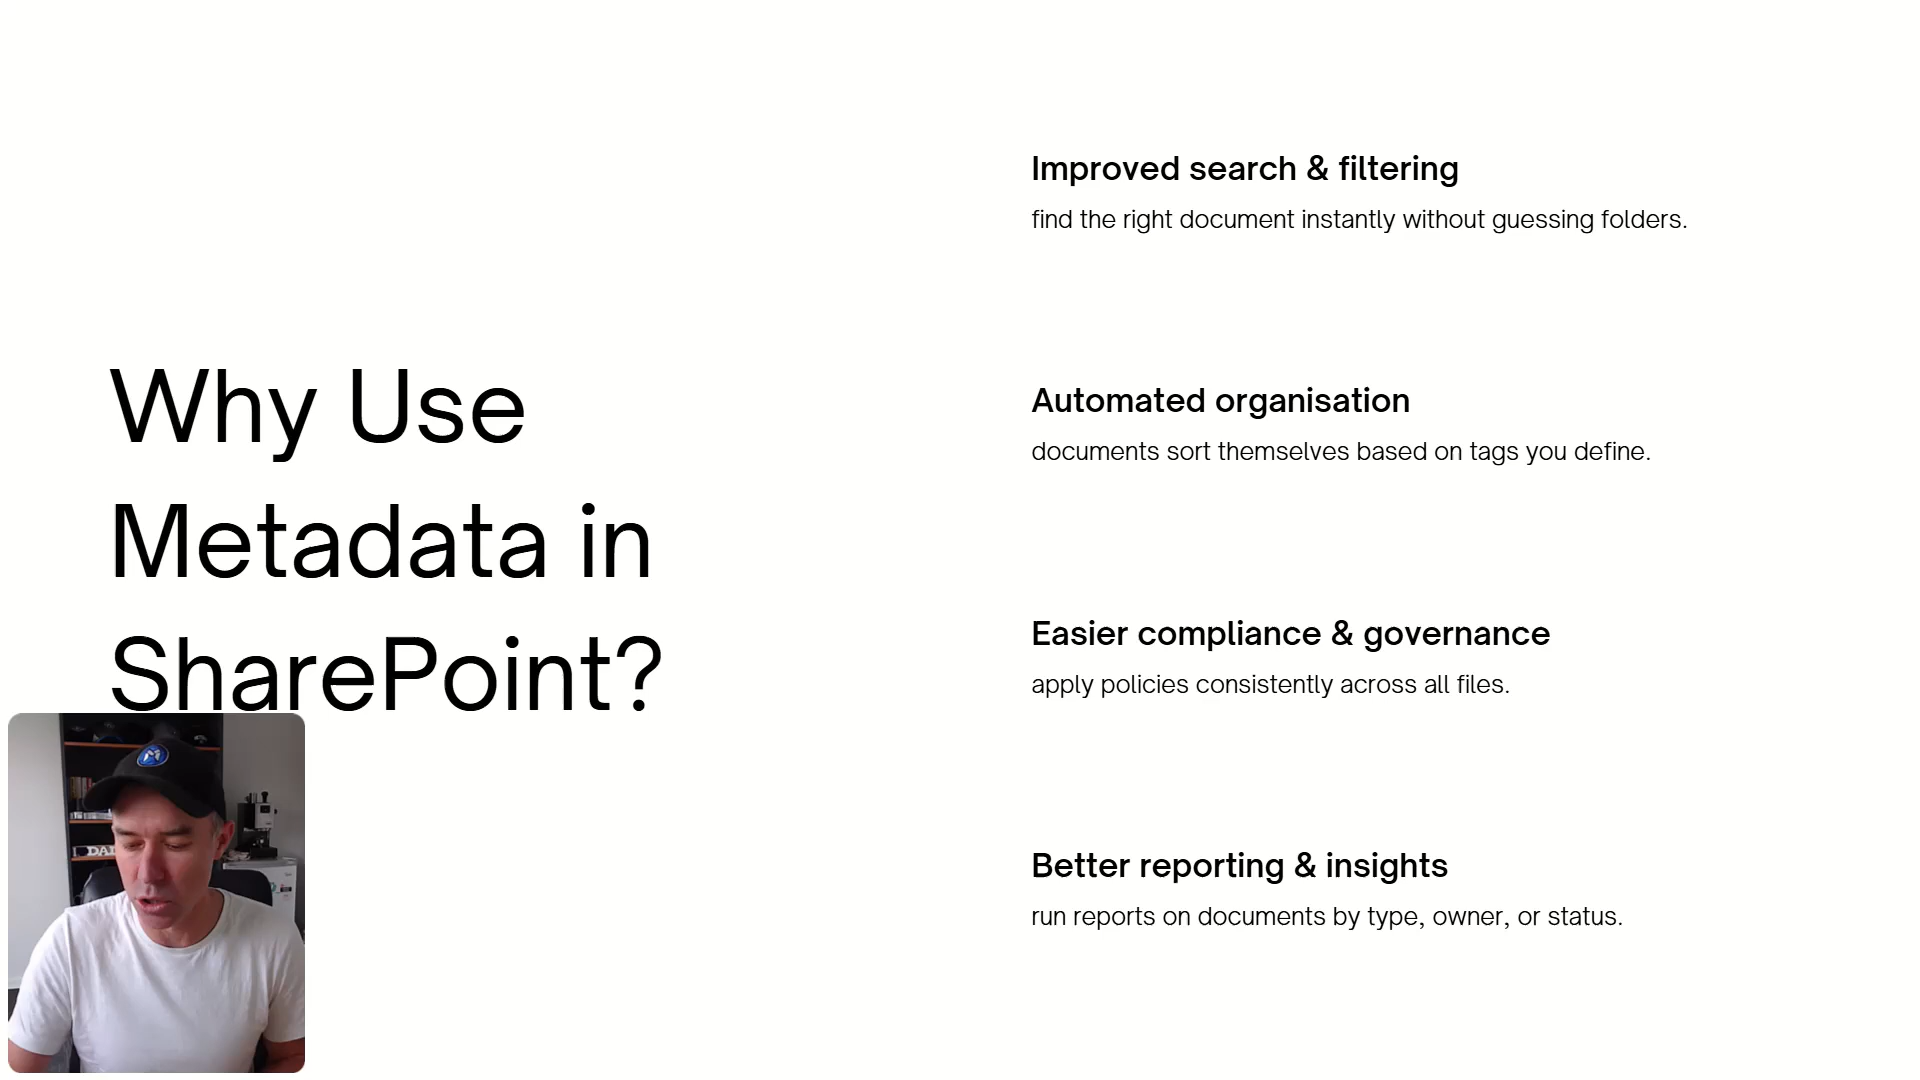 Why Use
Metadata in
SharePoint?
Improved search & filtering
find the right document instantly without guessing folders.
Automated organisation
documents sort themselves based on tags you define.
Easier compliance & governance
apply policies consistently across all files.
Better reporting & insights
run reports on documents by type, owner, or status.
DAD